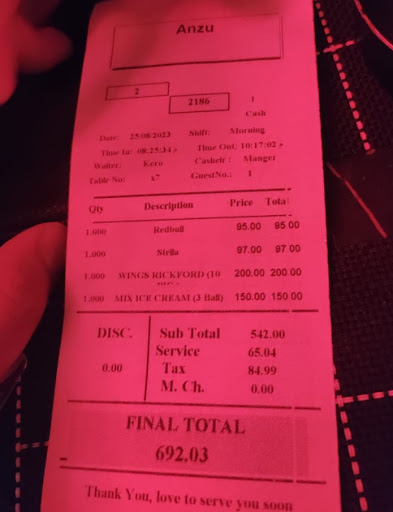 Anzu
2
2186 1
Cash
Date: 25/08/2023 Shift: Morning
Time In: 08:25:34 م Time Out: 10:17:02 م
Waiter: Kero Casheir : Manger
Table No: x7 GuestNo.: 1
Qty Description Price Total
1.000 Redbull 95.00 95.00
1.000 Stella 97.00 97.00
1.000 WINGS RICKFORD (10
200.00 200.00
1.000 MIX ICE CREAM (3 Ball) 150.00 150.00
DISC. Sub Total 542.00
Service 65.04
0.00 Tax 84.99
M. Ch. 0.00
FINAL TOTAL
692.03
Thank You, love to serve you soon